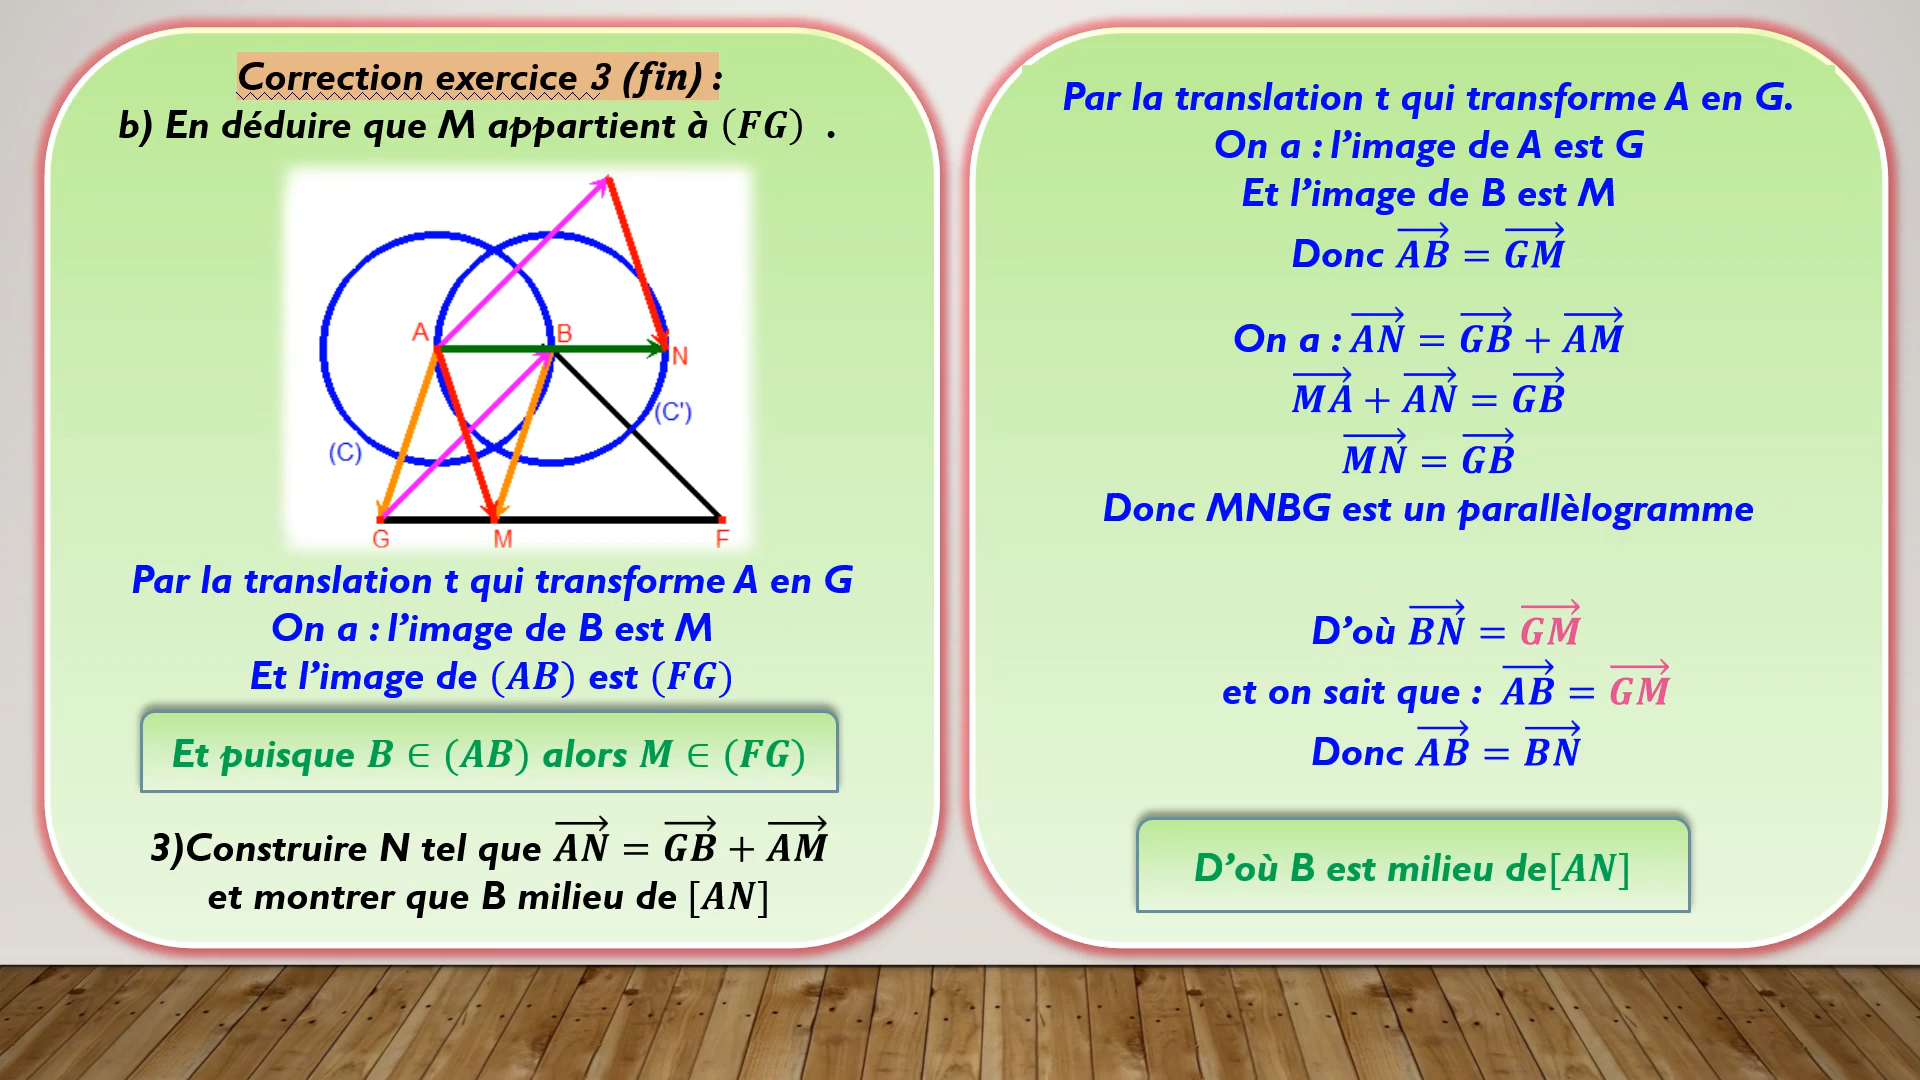 Correction exercice 3 (fin) :
b) En déduire que M appartient à (FG) .
A
B
N
(C')
(C)
G
M
F
Par la translation t qui transforme A en G
On a : l’image de B est M
Et l’image de (AB) est (FG)
Et puisque B ∈ (AB) alors M ∈ (FG)
3)Construire N tel que $\overrightarrow{AN} = \overrightarrow{GB} + \overrightarrow{AM}$
et montrer que B milieu de [AN]
Par la translation t qui transforme A en G.
On a : l’image de A est G
Et l’image de B est M
Donc $\overrightarrow{AB} = \overrightarrow{GM}$
On a : $\overrightarrow{AN} = \overrightarrow{GB} + \overrightarrow{AM}$
$\overrightarrow{MA} + \overrightarrow{AN} = \overrightarrow{GB}$
$\overrightarrow{MN} = \overrightarrow{GB}$
Donc MNBG est un parallèlogramme
D’où $\overrightarrow{BN} = \overrightarrow{GM}$
et on sait que : $\overrightarrow{AB} = \overrightarrow{GM}$
Donc $\overrightarrow{AB} = \overrightarrow{BN}$
D’où B est milieu de[AN]